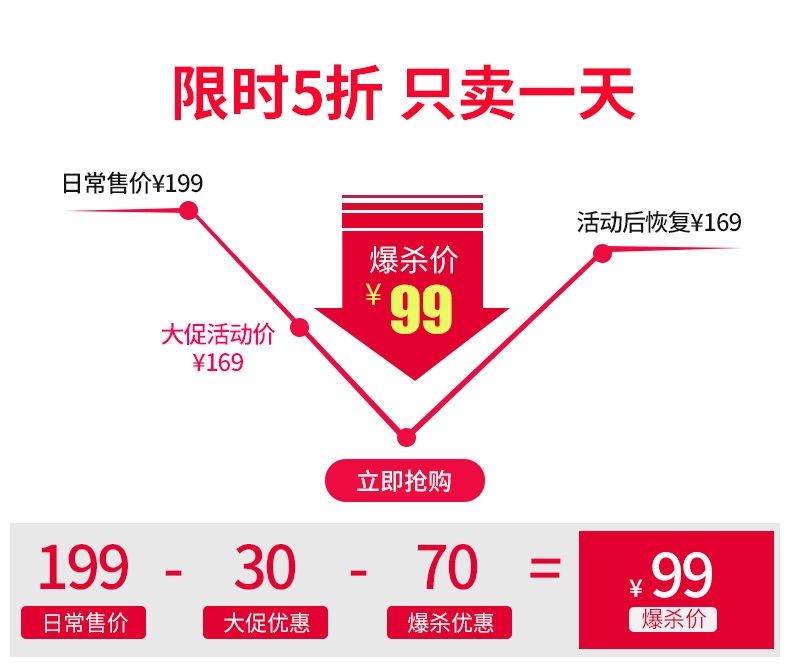 限时5折 只卖一天
日常售价¥199
活动后恢复¥169
爆杀价
¥99
大促活动价
¥169
立即抢购
199 - 30 - 70 = ¥99
日常售价 大促优惠 爆杀优惠 爆杀价